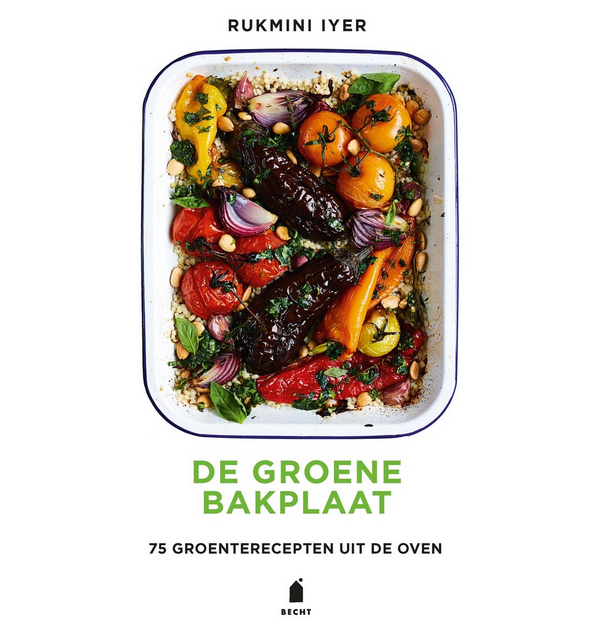 RUKMINI IYER
DE GROENE
BAKPLAAT
75 GROENTERECEPTEN UIT DE OVEN
BECHT